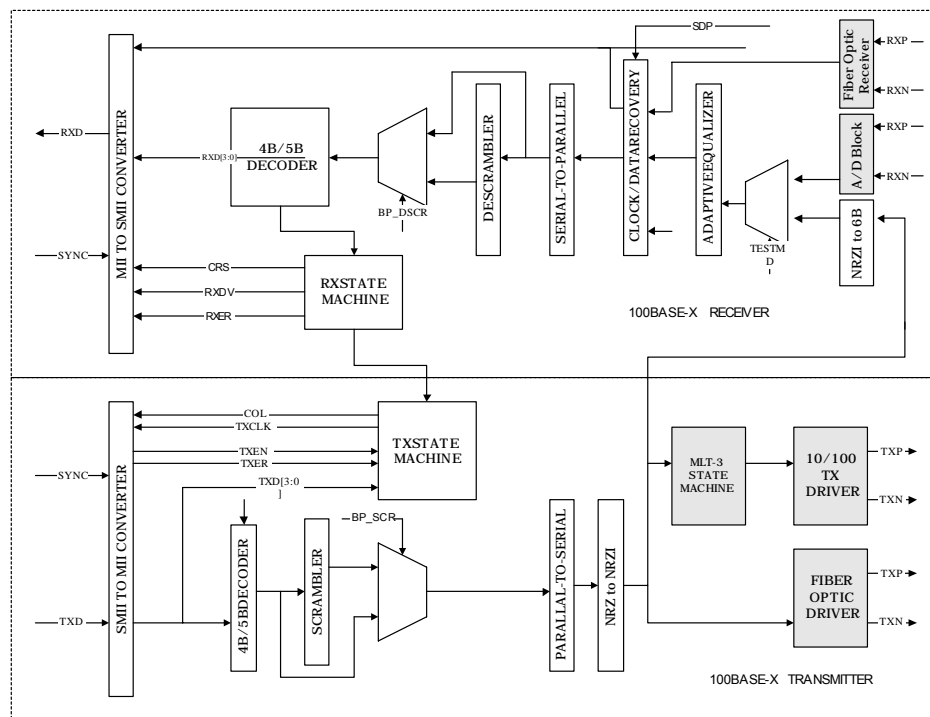 SDP
RXP
Fiber Optic
Receiver
RXN
RXD
MII TO SMII CONVERTER
RXD[3:0]
4B/5B
DECODER
BP_DSCR
DESCRAMBLER
SERIAL-TO-PARALLEL
CLOCK/DATARECOVERY
ADAPTIVEEQUALIZER
TESTM
D
RXP
A/D Block
RXN
NRZI to 6B
SYNC
CRS
RXDV
RXER
RXSTATE
MACHINE
100BASE-X RECEIVER
COL
TXCLK
TXEN
TXER
TXD[3:0
]
TXSTATE
MACHINE
SYNC
SMII TO MII CONVERTER
TXD
4B/5BDECODER
SCRAMBLER
BP_SCR
PARALLAL-TO-SERIAL
NRZ to NRZI
MLT-3
STATE
MACHINE
10/100
TX
DRIVER
TXP
TXN
FIBER
OPTIC
DRIVER
TXP
TXN
100BASE-X TRANSMITTER